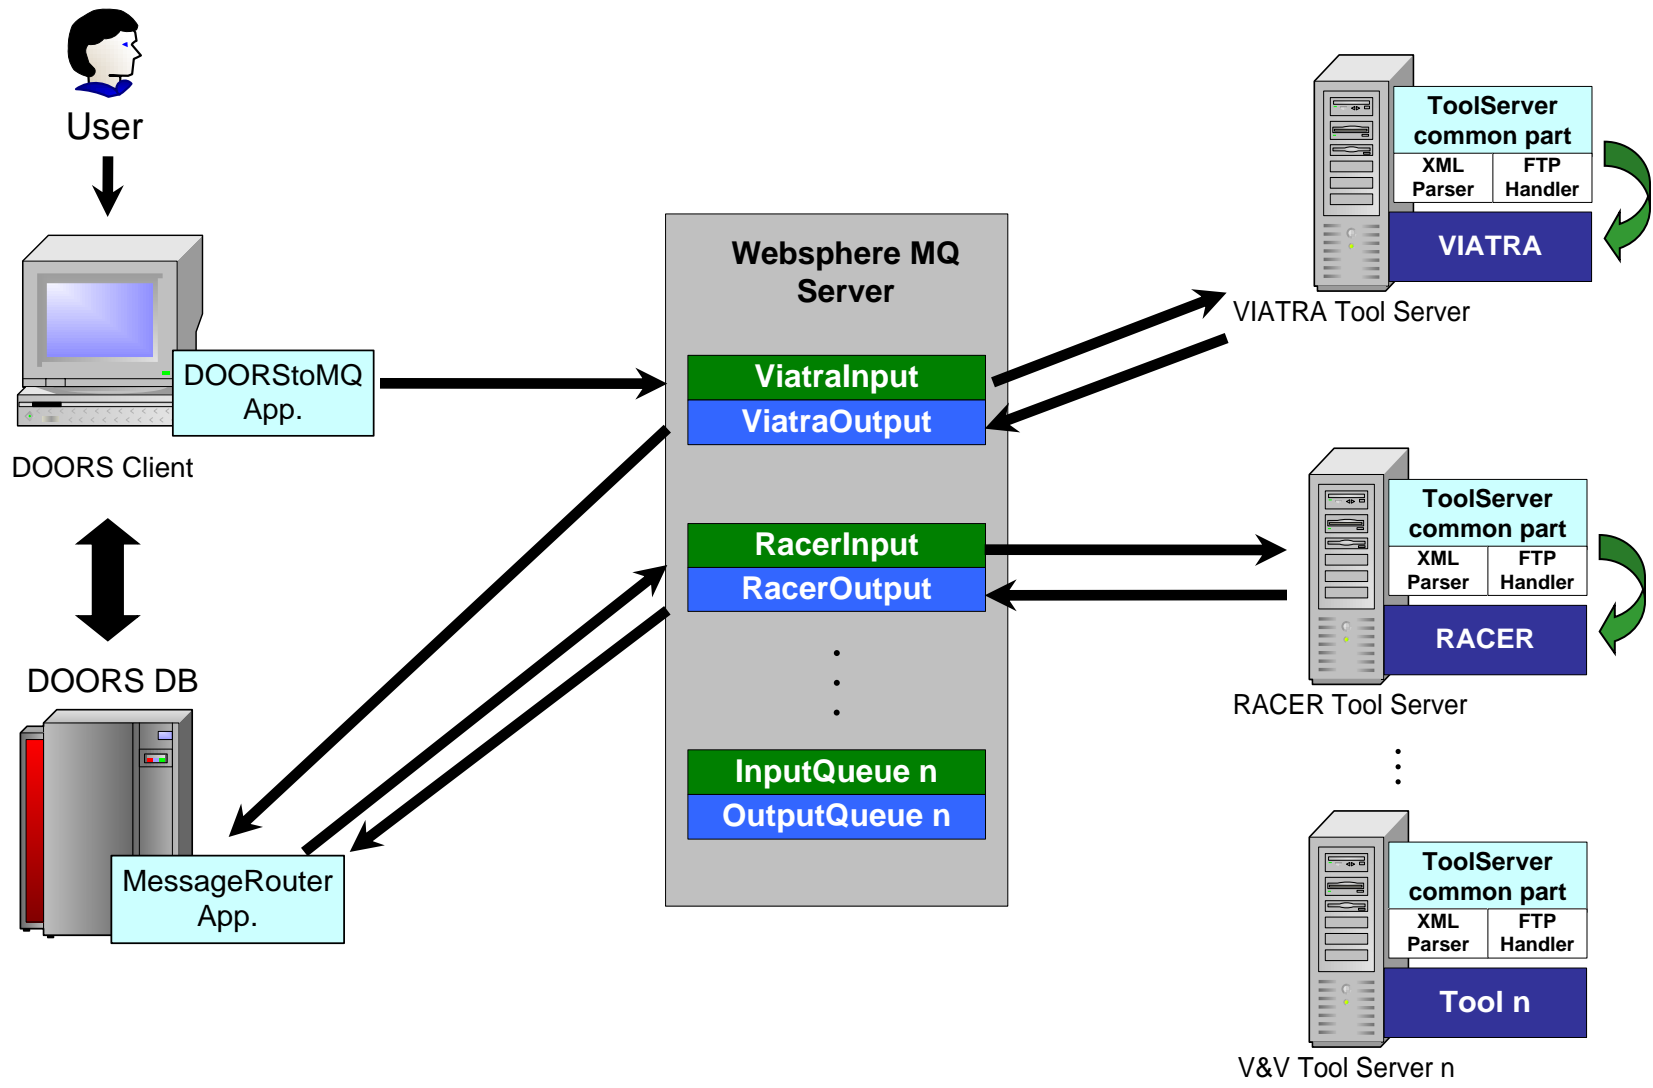 User
DOORStoMQ
App.
DOORS Client
DOORS DB
MessageRouter
App.
Websphere MQ
Server
ViatraInput
ViatraOutput
RacerInput
RacerOutput
.
.
.
InputQueue n
OutputQueue n
ToolServer
common part
XML
Parser
FTP
Handler
VIATRA
VIATRA Tool Server
ToolServer
common part
XML
Parser
FTP
Handler
RACER
RACER Tool Server
.
.
.
ToolServer
common part
XML
Parser
FTP
Handler
Tool n
V&V Tool Server n